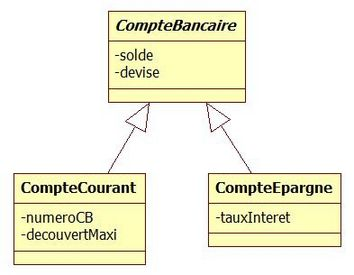 CompteBancaire
-solde
-devise
CompteCourant
-numeroCB
-decouvertMaxi
CompteEpargne
-tauxInteret